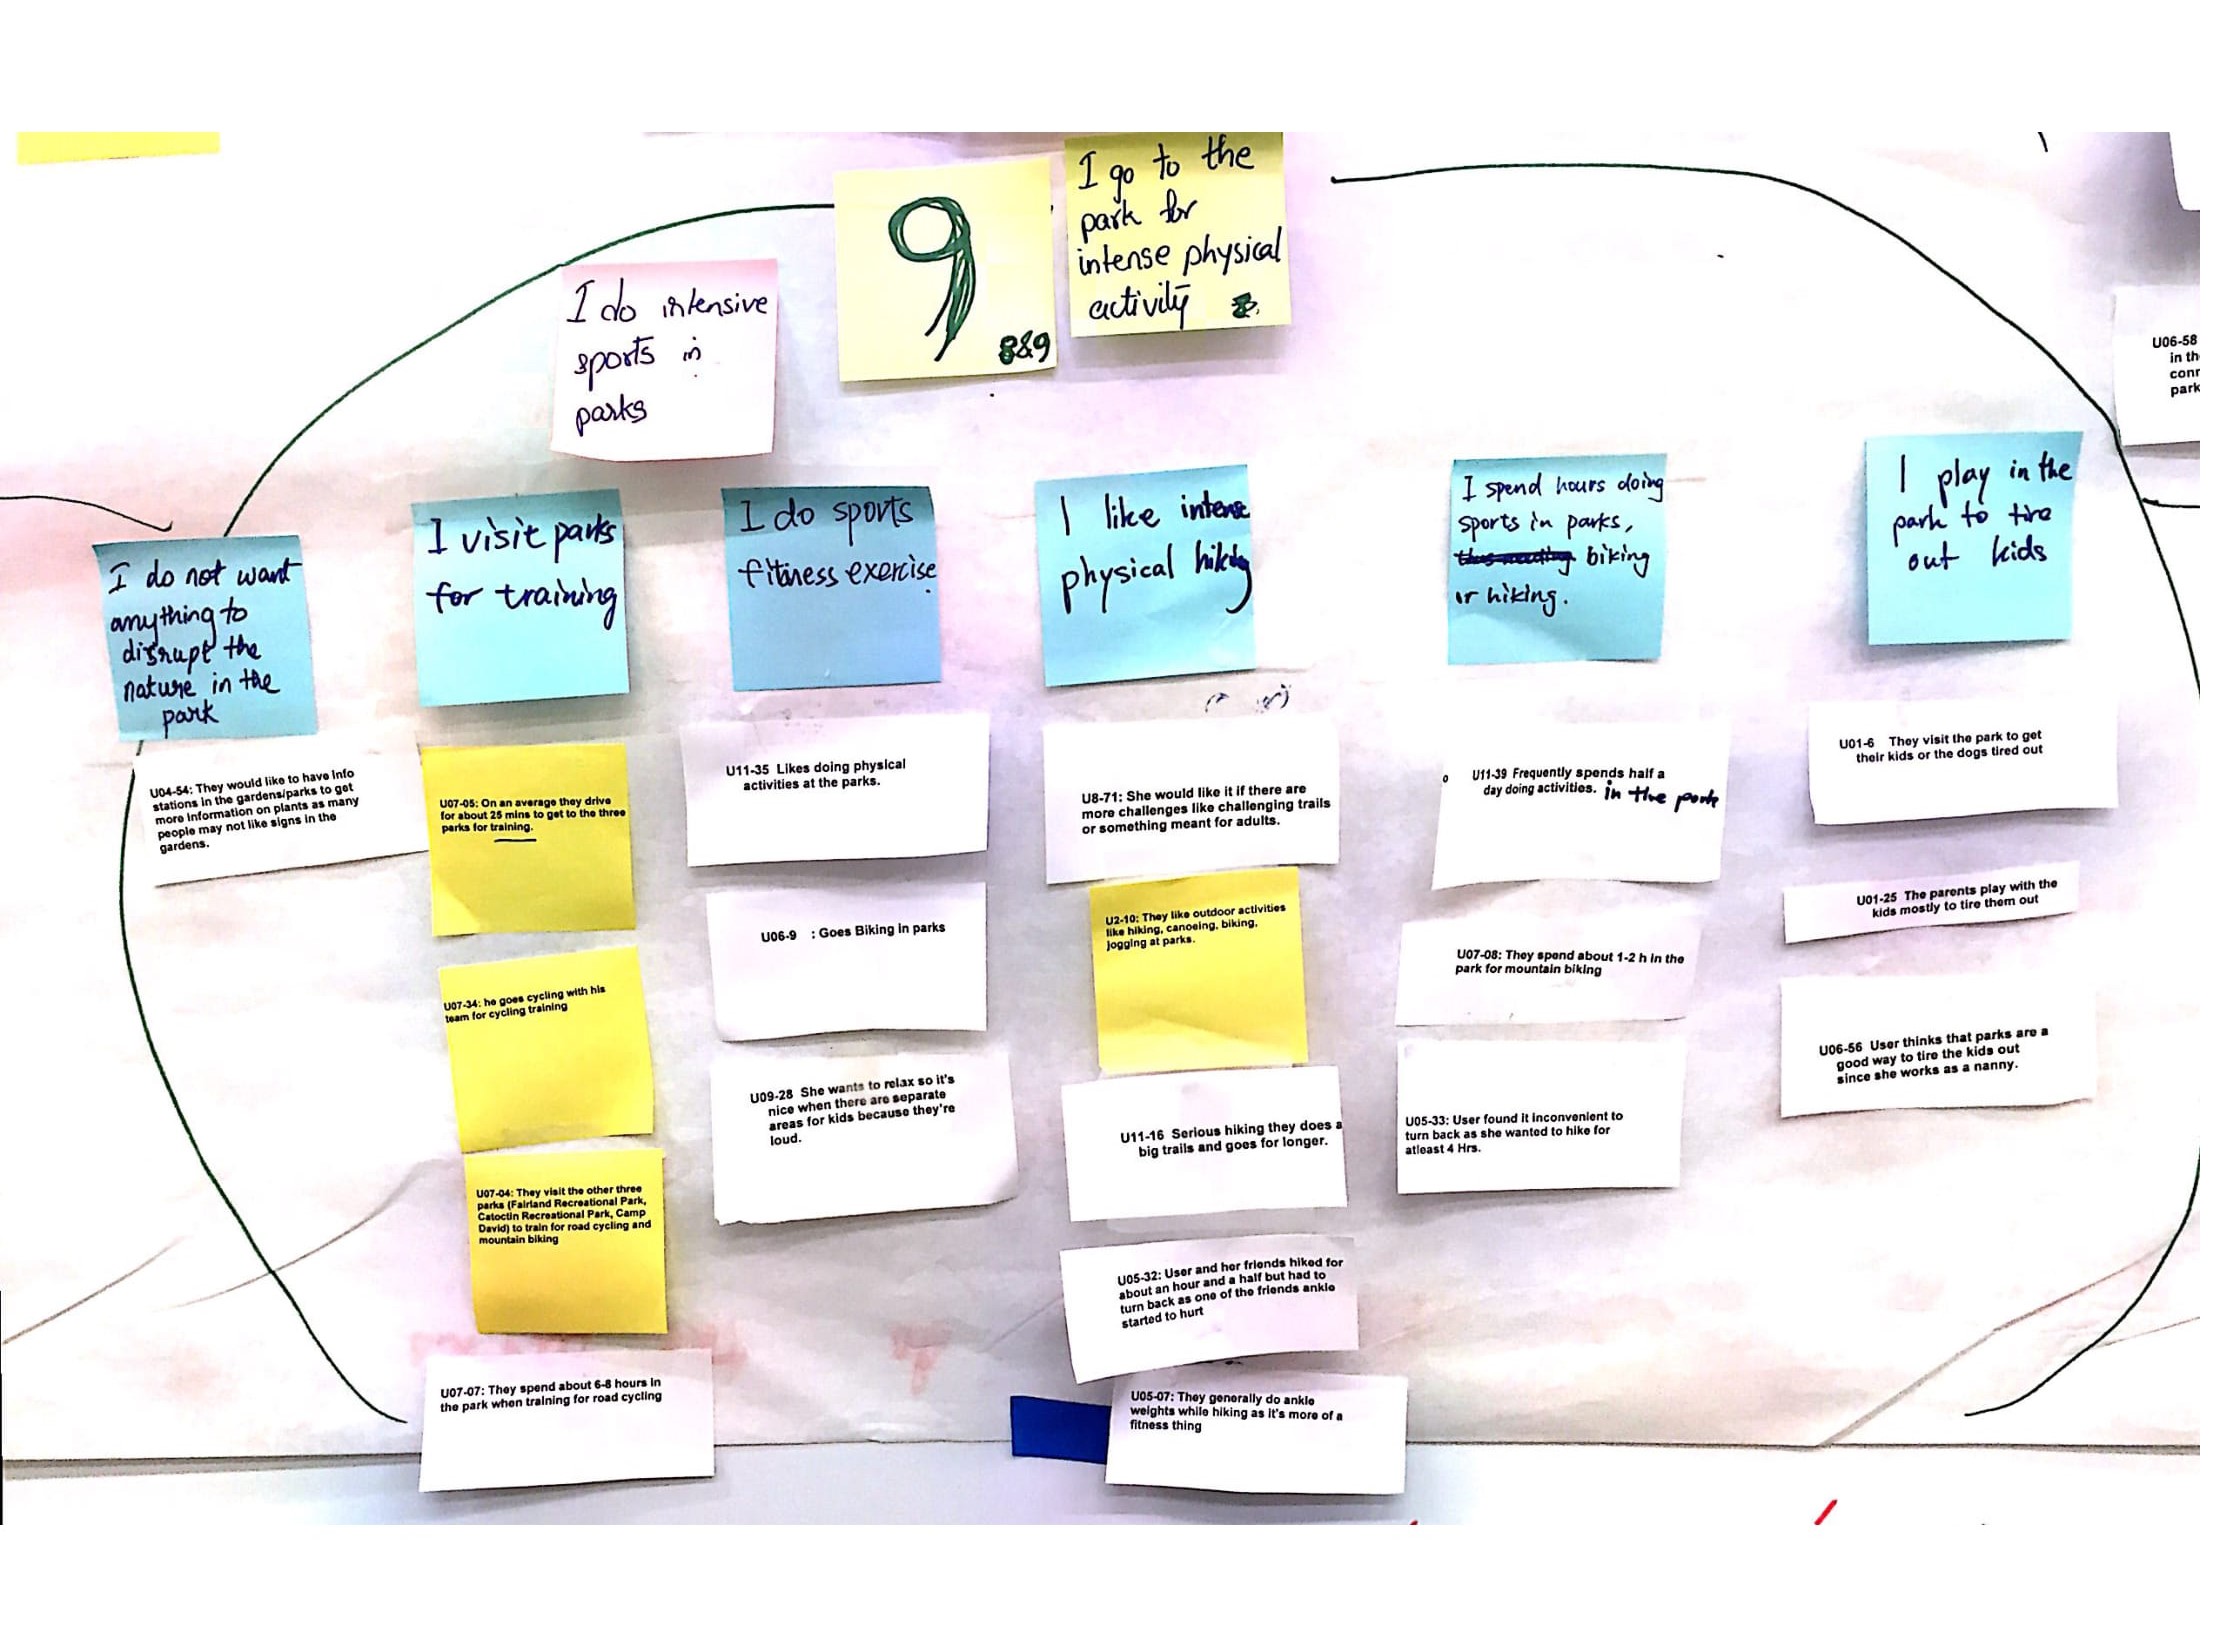 I go to the
park for
intense physical
activity
9
8&9
I do intensive
sports in
parks
U06-58
in th
conn
park
I do not want
anything to
disrupt the
nature in the
park
U04-54: They would like to have info
stations in the gardens/parks to get
more information on plants as many
people may not like signs in the
gardens.
I visit parks
for training
U07-05: On an average they drive
for about 25 mins to get to the three
parks for training.
U07-34: he goes cycling with his
team for cycling training
U07-04: They visit the other three
parks (Fairland Recreational Park,
Catoctin Recreational Park, Camp
David) to train for road cycling and
mountain biking
U07-07: They spend about 6-8 hours in
the park when training for road cycling
I do sports
fitness exercise.
U11-35 Likes doing physical
activities at the parks.
U06-9 : Goes Biking in parks
U09-28 She wants to relax so it's
nice when there are separate
areas for kids because they're
loud.
I like intense
physical hiking
U8-71: She would like it if there are
more challenges like challenging trails
or something meant for adults.
U2-10: They like outdoor activities
like hiking, canoeing, biking,
jogging at parks.
U11-16 Serious hiking they does a
big trails and goes for longer.
U05-32: User and her friends hiked for
about an hour and a half but had to
turn back as one of the friends ankle
started to hurt
U05-07: They generally do ankle
weights while hiking as it's more of a
fitness thing
I spend hours doing
sports in parks,
biking
or hiking.
U11-39 Frequently spends half a
day doing activities. in the park
U07-08: They spend about 1-2 h in the
park for mountain biking
U05-33: User found it inconvenient to
turn back as she wanted to hike for
atleast 4 Hrs.
I play in the
park to tire
out kids
U01-6 They visit the park to get
their kids or the dogs tired out
U01-25 The parents play with the
kids mostly to tire them out
U06-56 User thinks that parks are a
good way to tire the kids out
since she works as a nanny.